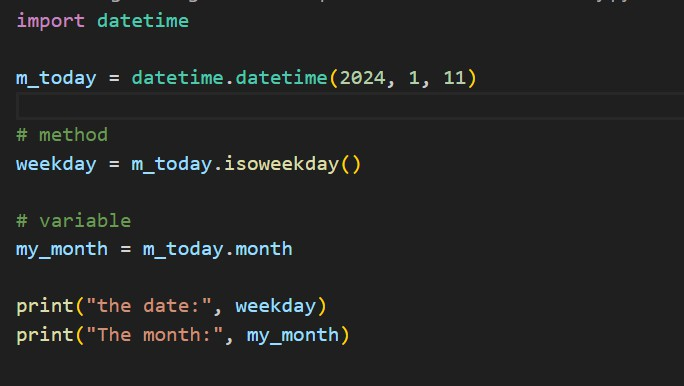 import datetime
m_today = datetime.datetime(2024, 1, 11)
# method
weekday = m_today.isoweekday()
# variable
my_month = m_today.month
print("the date:", weekday)
print("The month:", my_month)